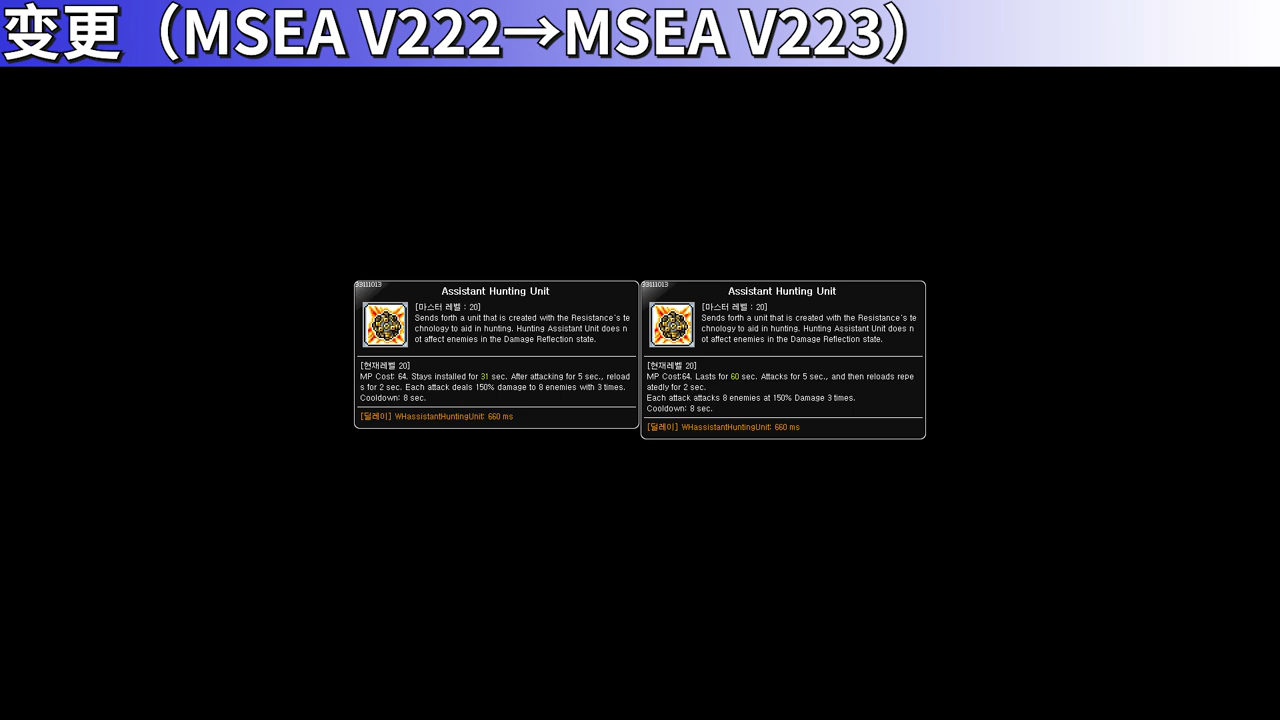 变更（MSEA V222→MSEA V223）
33111013
Assistant Hunting Unit
[마스터 레벨 : 20]
Sends forth a unit that is created with the Resistance's te
chnology to aid in hunting. Hunting Assistant Unit does n
ot affect enemies in the Damage Reflection state.
[현재레벨 20]
MP Cost: 64. Stays installed for 31 sec. After attacking for 5 sec., reload
s for 2 sec. Each attack deals 150% damage to 8 enemies with 3 times.
Cooldown: 8 sec.
[딜레이] WHassistantHuntingUnit: 660 ms
33111013
Assistant Hunting Unit
[마스터 레벨 : 20]
Sends forth a unit that is created with the Resistance's te
chnology to aid in hunting. Hunting Assistant Unit does n
ot affect enemies in the Damage Reflection state.
[현재레벨 20]
MP Cost:64. Lasts for 60 sec. Attacks for 5 sec., and then reloads repe
atedly for 2 sec.
Each attack attacks 8 enemies at 150% Damage 3 times.
Cooldown: 8 sec.
[딜레이] WHassistantHuntingUnit: 660 ms